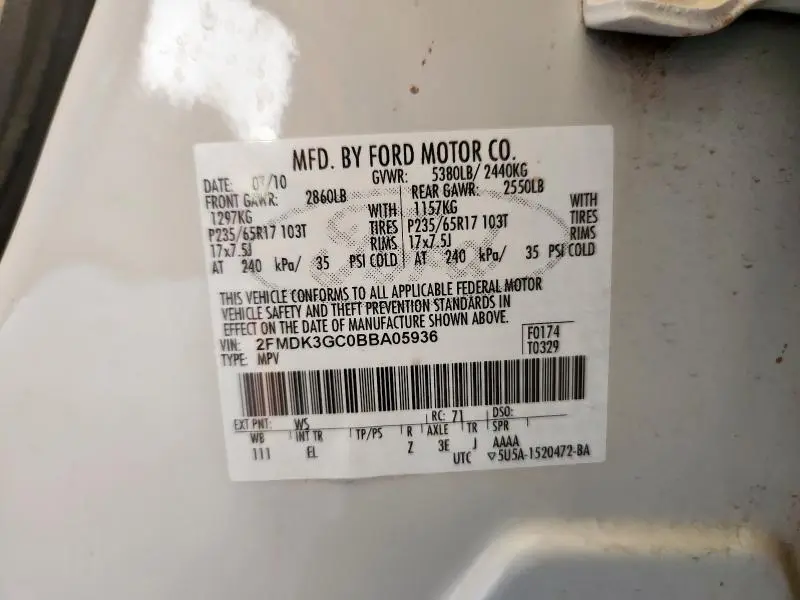 MFD. BY FORD MOTOR CO.
DATE: 07/10 GVWR: 5380LB/ 2440KG
FRONT GAWR: 2860LB REAR GAWR: 2550LB
1297KG WITH 1157KG WITH
P235/65R17 103T TIRES P235/65R17 103T TIRES
17x7.5J RIMS 17x7.5J RIMS
AT 240 kPa/ 35 PSI COLD AT 240 kPa/ 35 PSI COLD
THIS VEHICLE CONFORMS TO ALL APPLICABLE FEDERAL MOTOR
VEHICLE SAFETY AND THEFT PREVENTION STANDARDS IN
EFFECT ON THE DATE OF MANUFACTURE SHOWN ABOVE.
VIN: 2FMDK3GC0BBA05936 F0174
TYPE: MPV T0329
EXT PNT: WS RC: 71 DSO:
WB INT TR TP/PS R AXLE TR SPR
111 EL Z 3E J AAAA
UTC ▽5U5A-1520472-BA